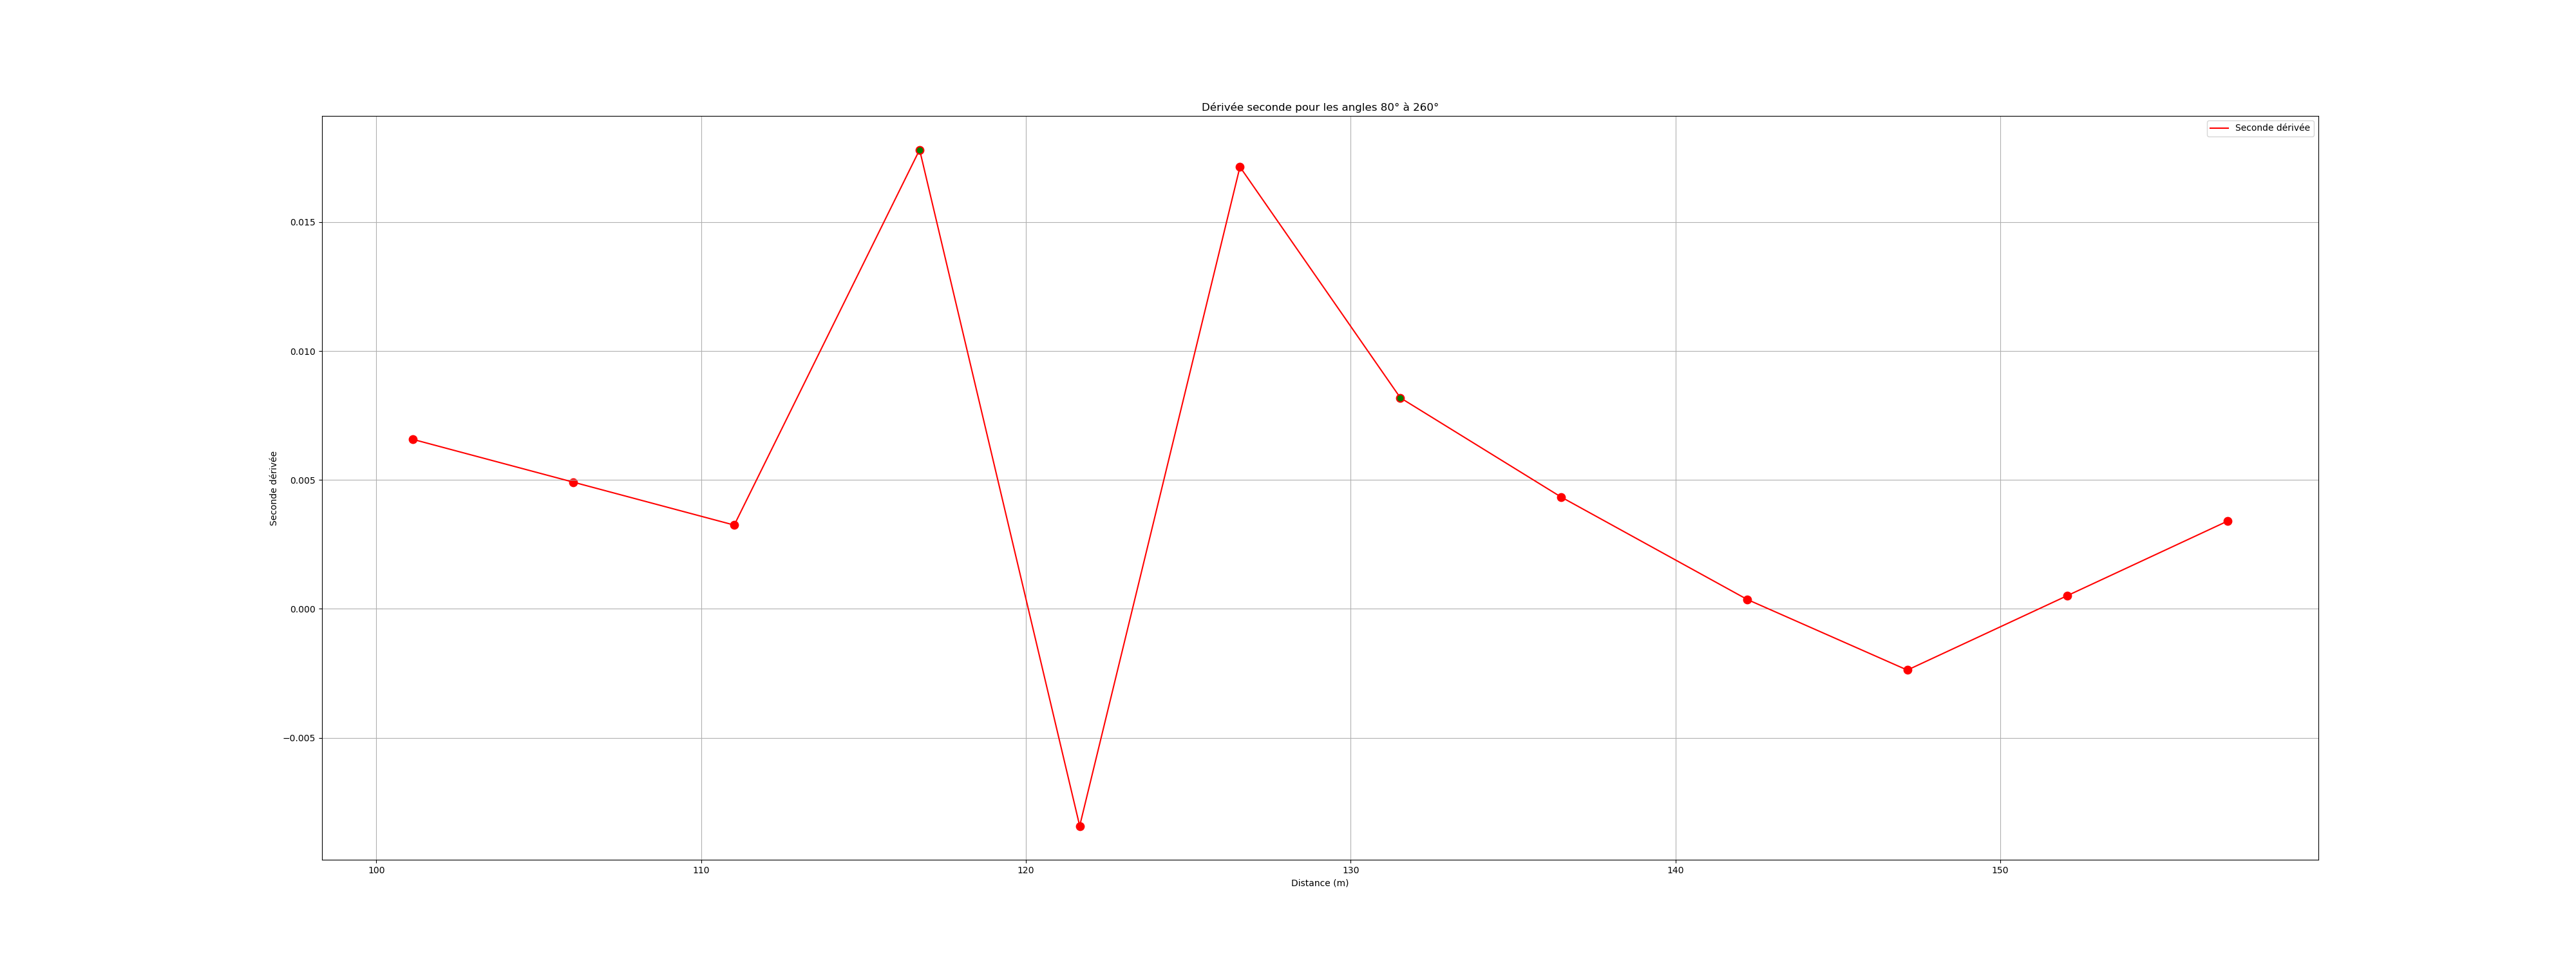 Dérivée seconde pour les angles 80° à 260°
Seconde dérivée
0.015
0.010
0.005
0.000
−0.005
Seconde dérivée
100 110 120 130 140 150
Distance (m)